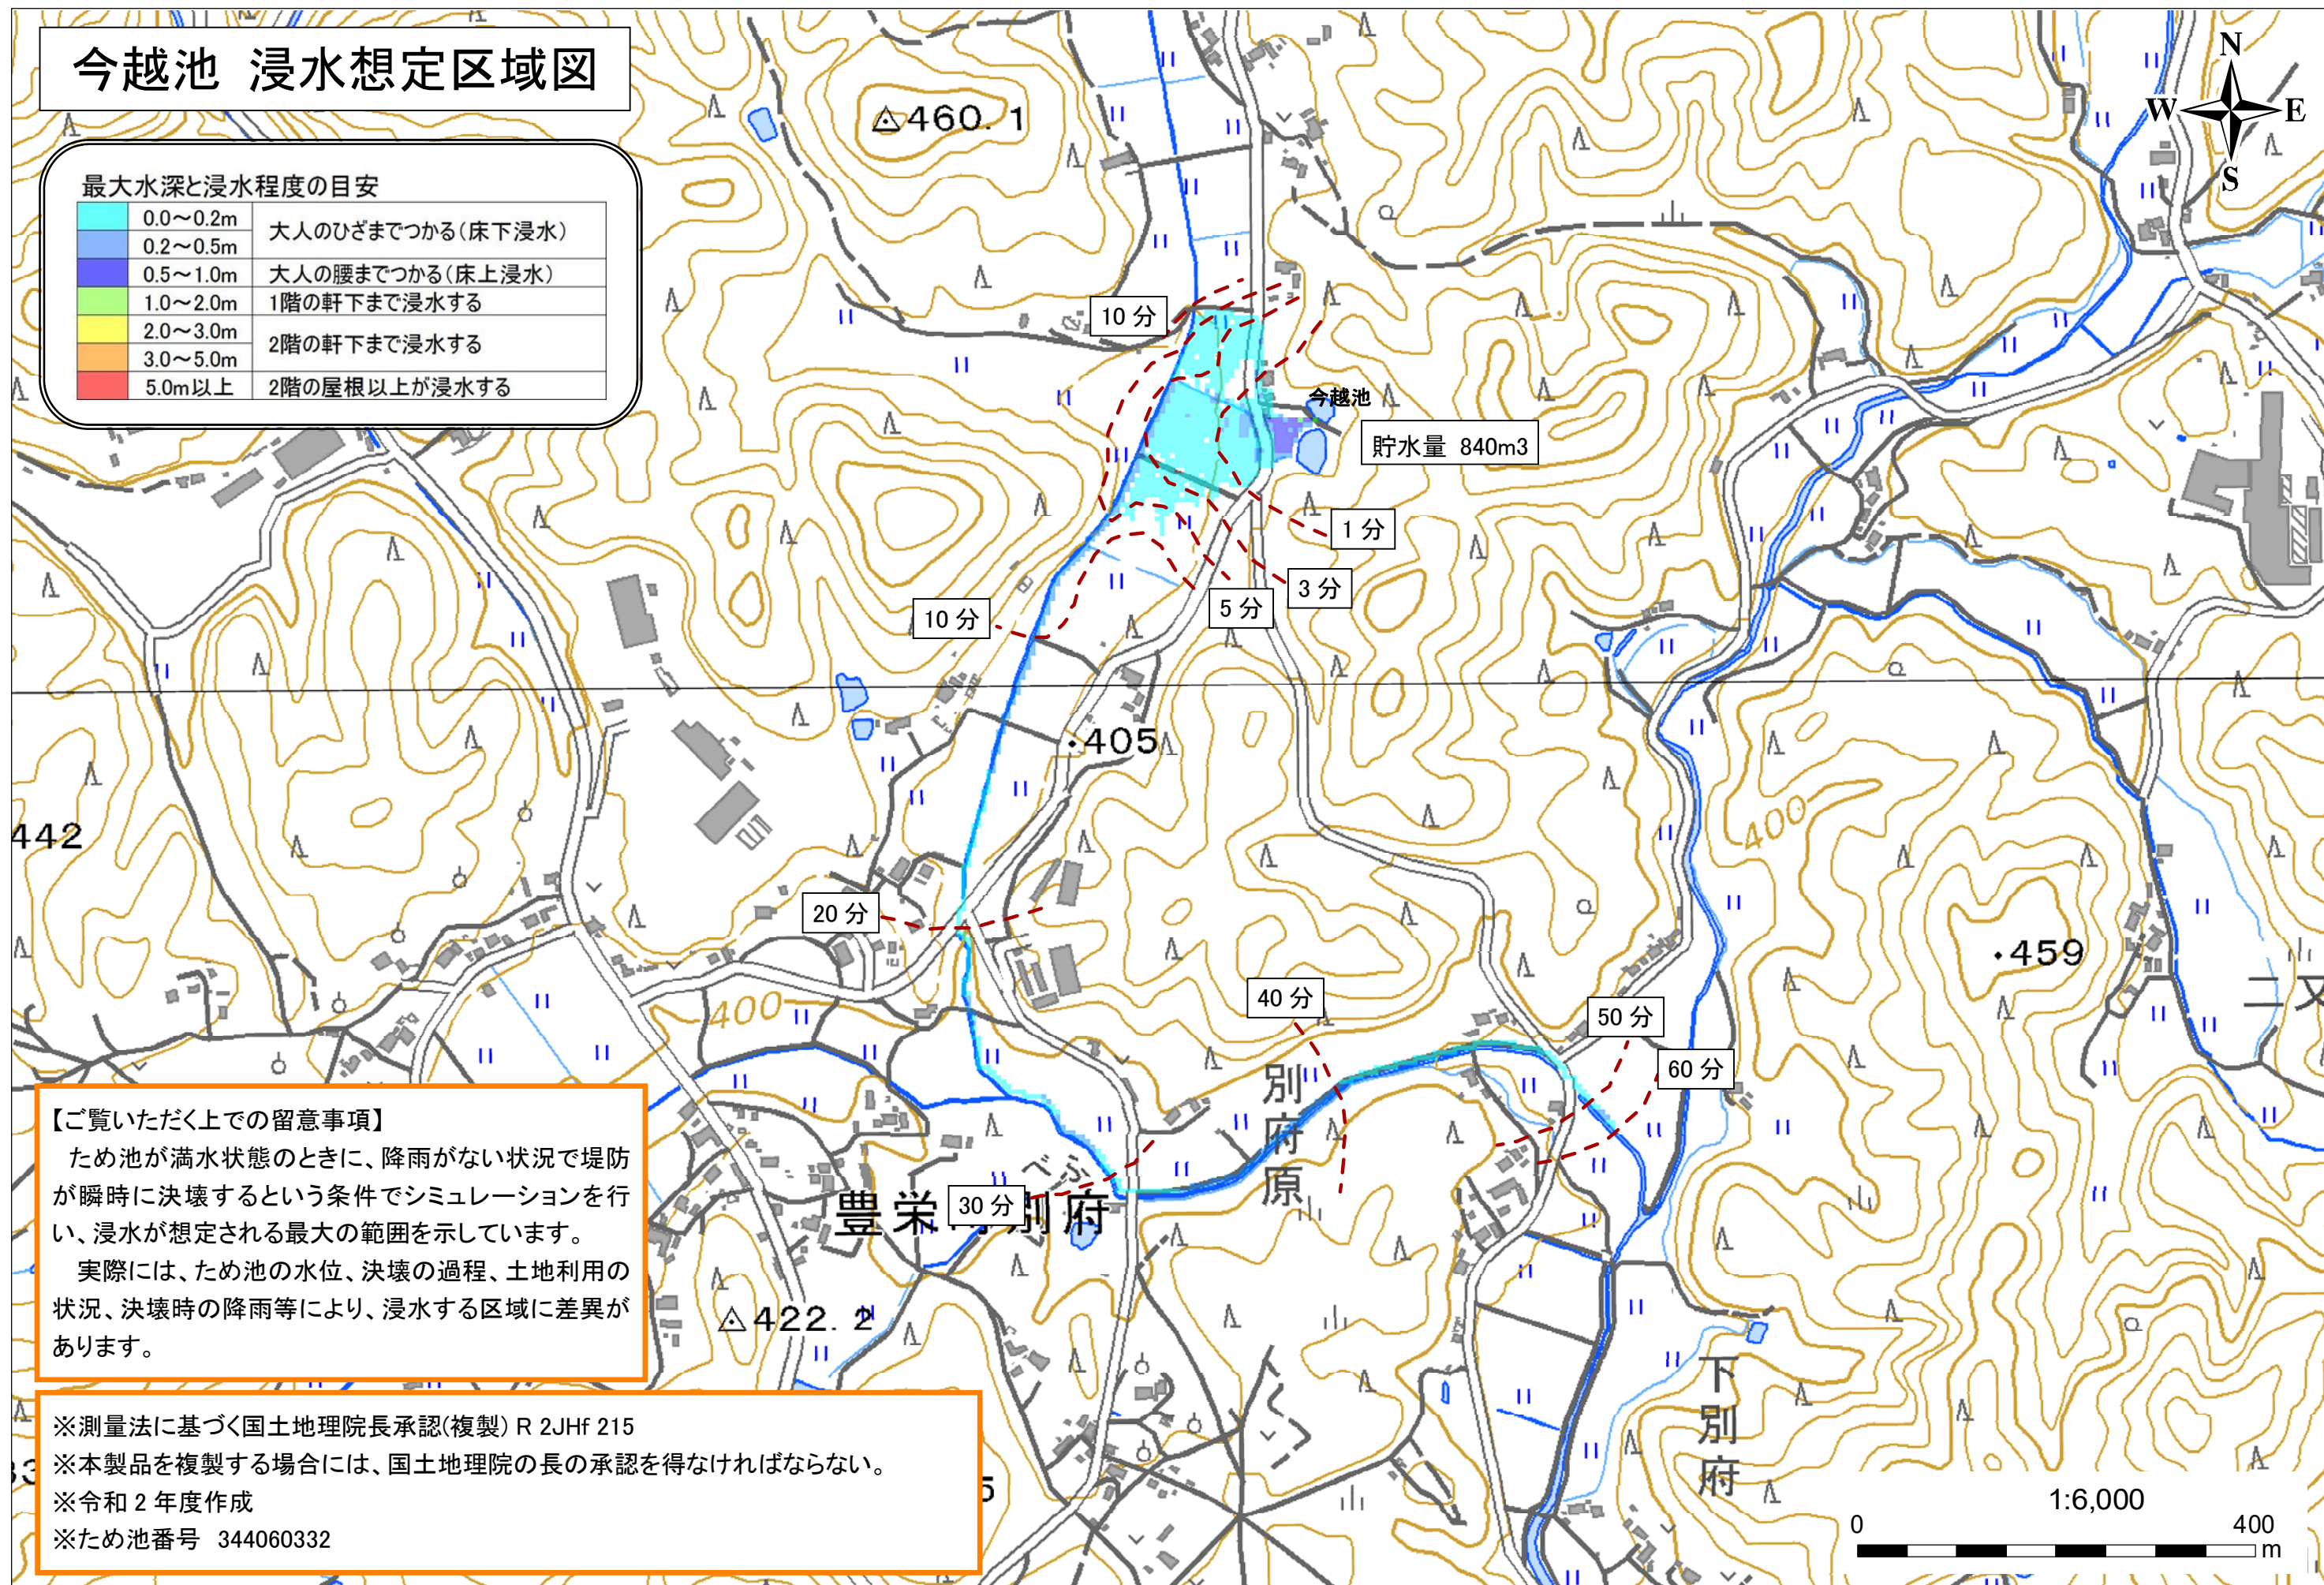 今越池 浸水想定区域図
N
W
E
S
最大水深と浸水程度の目安
0.0～0.2m
大人のひざまでつかる(床下浸水)
0.2～0.5m
0.5～1.0m 大人の腰までつかる(床上浸水)
1.0～2.0m 1階の軒下まで浸水する
2.0～3.0m
2階の軒下まで浸水する
3.0～5.0m
5.0m以上 2階の屋根以上が浸水する
460.1
10 分
今越池
貯水量 840m3
1 分
3 分
5 分
10 分
405
442
400
20 分
459
二又
400
40 分
50 分
60 分
別府原
べふ
30 分
豊栄町別府
422.2
下別府
【ご覧いただく上での留意事項】
ため池が満水状態のときに、降雨がない状況で堤防
が瞬時に決壊するという条件でシミュレーションを行
い、浸水が想定される最大の範囲を示しています。
実際には、ため池の水位、決壊の過程、土地利用の
状況、決壊時の降雨等により、浸水する区域に差異が
あります。
※測量法に基づく国土地理院長承認(複製) R 2JHf 215
※本製品を複製する場合には、国土地理院の長の承認を得なければならない。
※令和 2 年度作成
※ため池番号 344060332
5
1:6,000
0
400
m